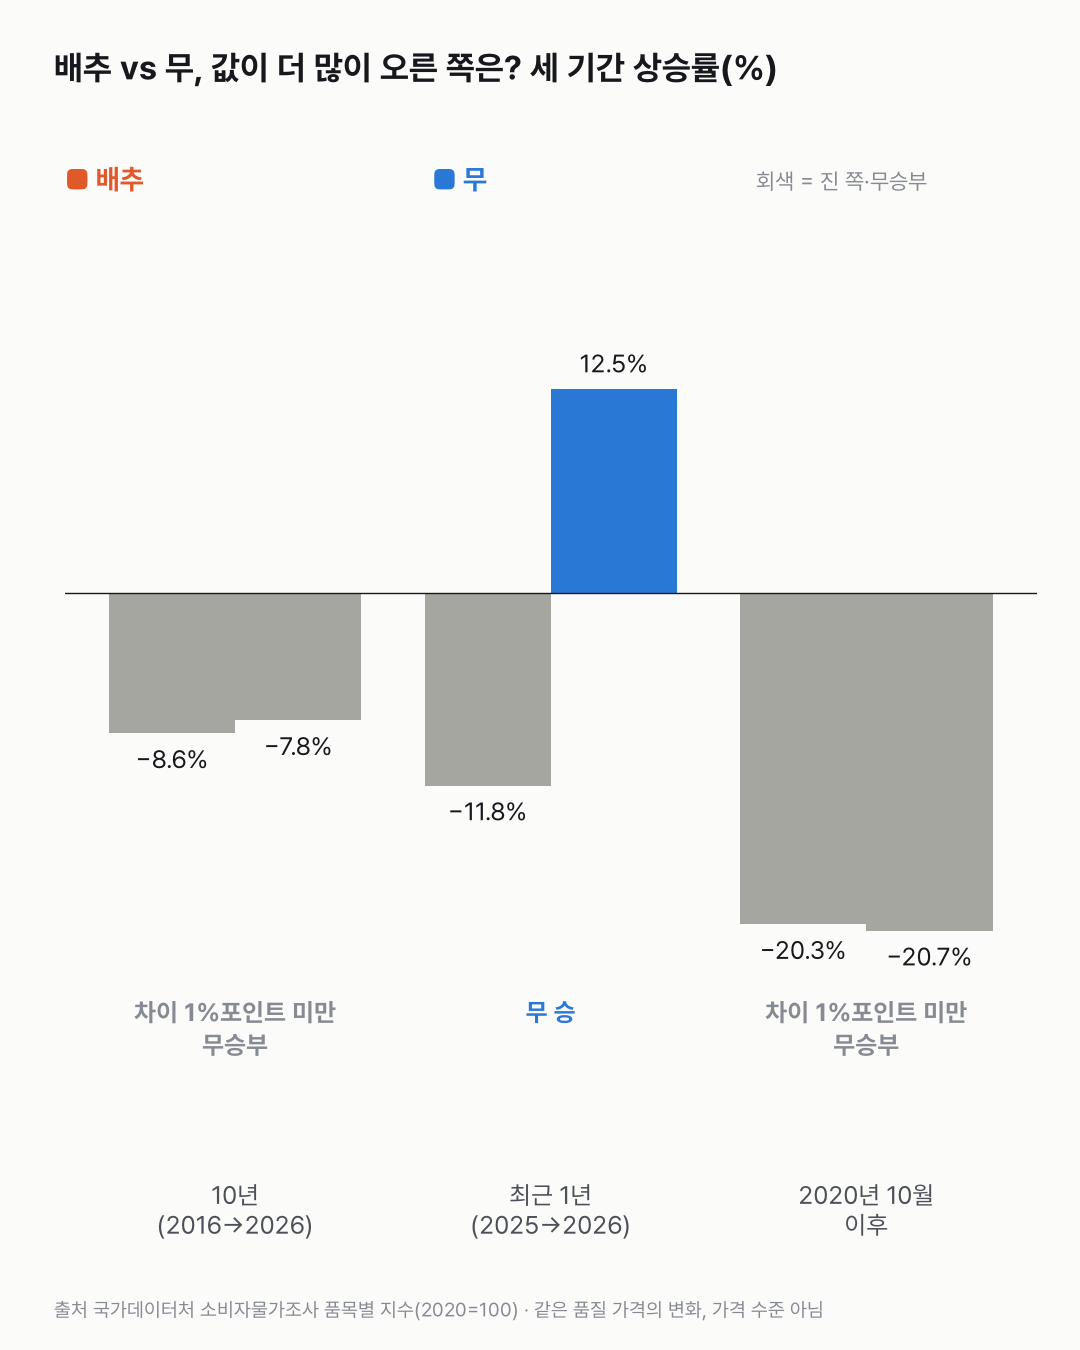 배추 vs 무, 값이 더 많이 오른 쪽은? 세 기간 상승률(%)
배추
무
회색 = 진 쪽·무승부
12.5%
−8.6%
−7.8%
−11.8%
−20.3%
−20.7%
차이 1%포인트 미만
무승부
무 승
차이 1%포인트 미만
무승부
10년
(2016→2026)
최근 1년
(2025→2026)
2020년 10월
이후
출처 국가데이터처 소비자물가조사 품목별 지수(2020=100) · 같은 품질 가격의 변화, 가격 수준 아님